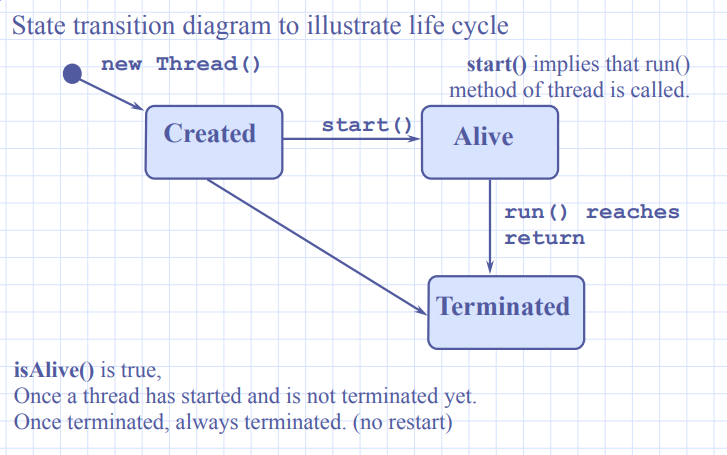 State transition diagram to illustrate life cycle
new Thread()
start() implies that run()
method of thread is called.
Created
start()
Alive
run() reaches
return
Terminated
isAlive() is true,
Once a thread has started and is not terminated yet.
Once terminated, always terminated. (no restart)